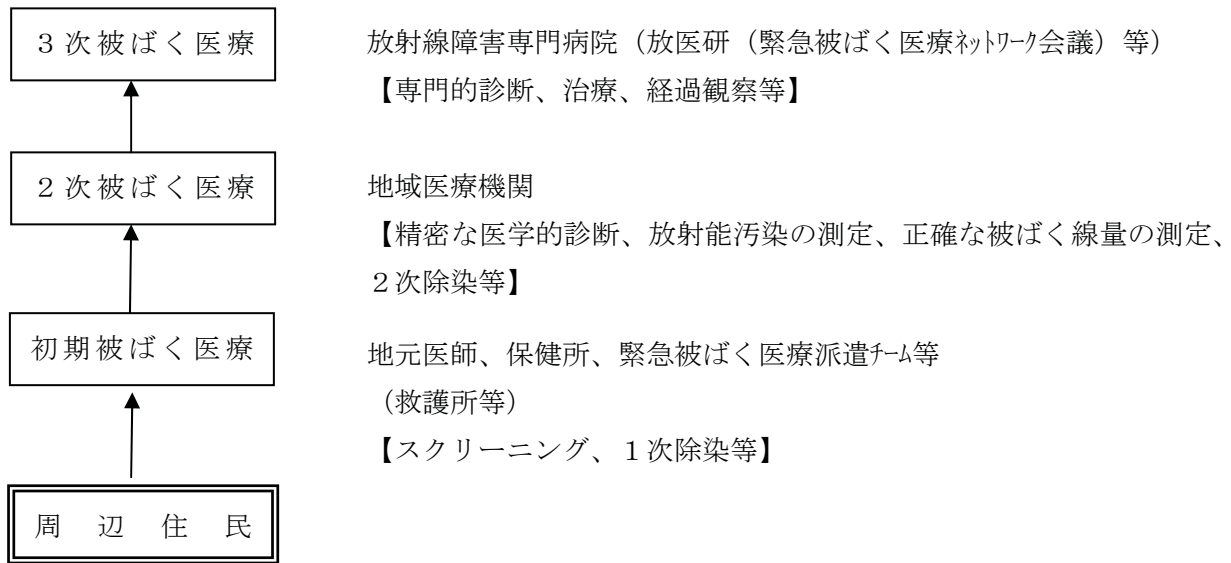 ３次被ばく医療
放射線障害専門病院（放医研（緊急被ばく医療ﾈｯﾄﾜｰｸ会議）等）
【専門的診断、治療、経過観察等】
２次被ばく医療
地域医療機関
【精密な医学的診断、放射能汚染の測定、正確な被ばく線量の測定、
２次除染等】
初期被ばく医療
地元医師、保健所、緊急被ばく医療派遣ﾁｰﾑ等
（救護所等）
【スクリーニング、１次除染等】
周辺住民